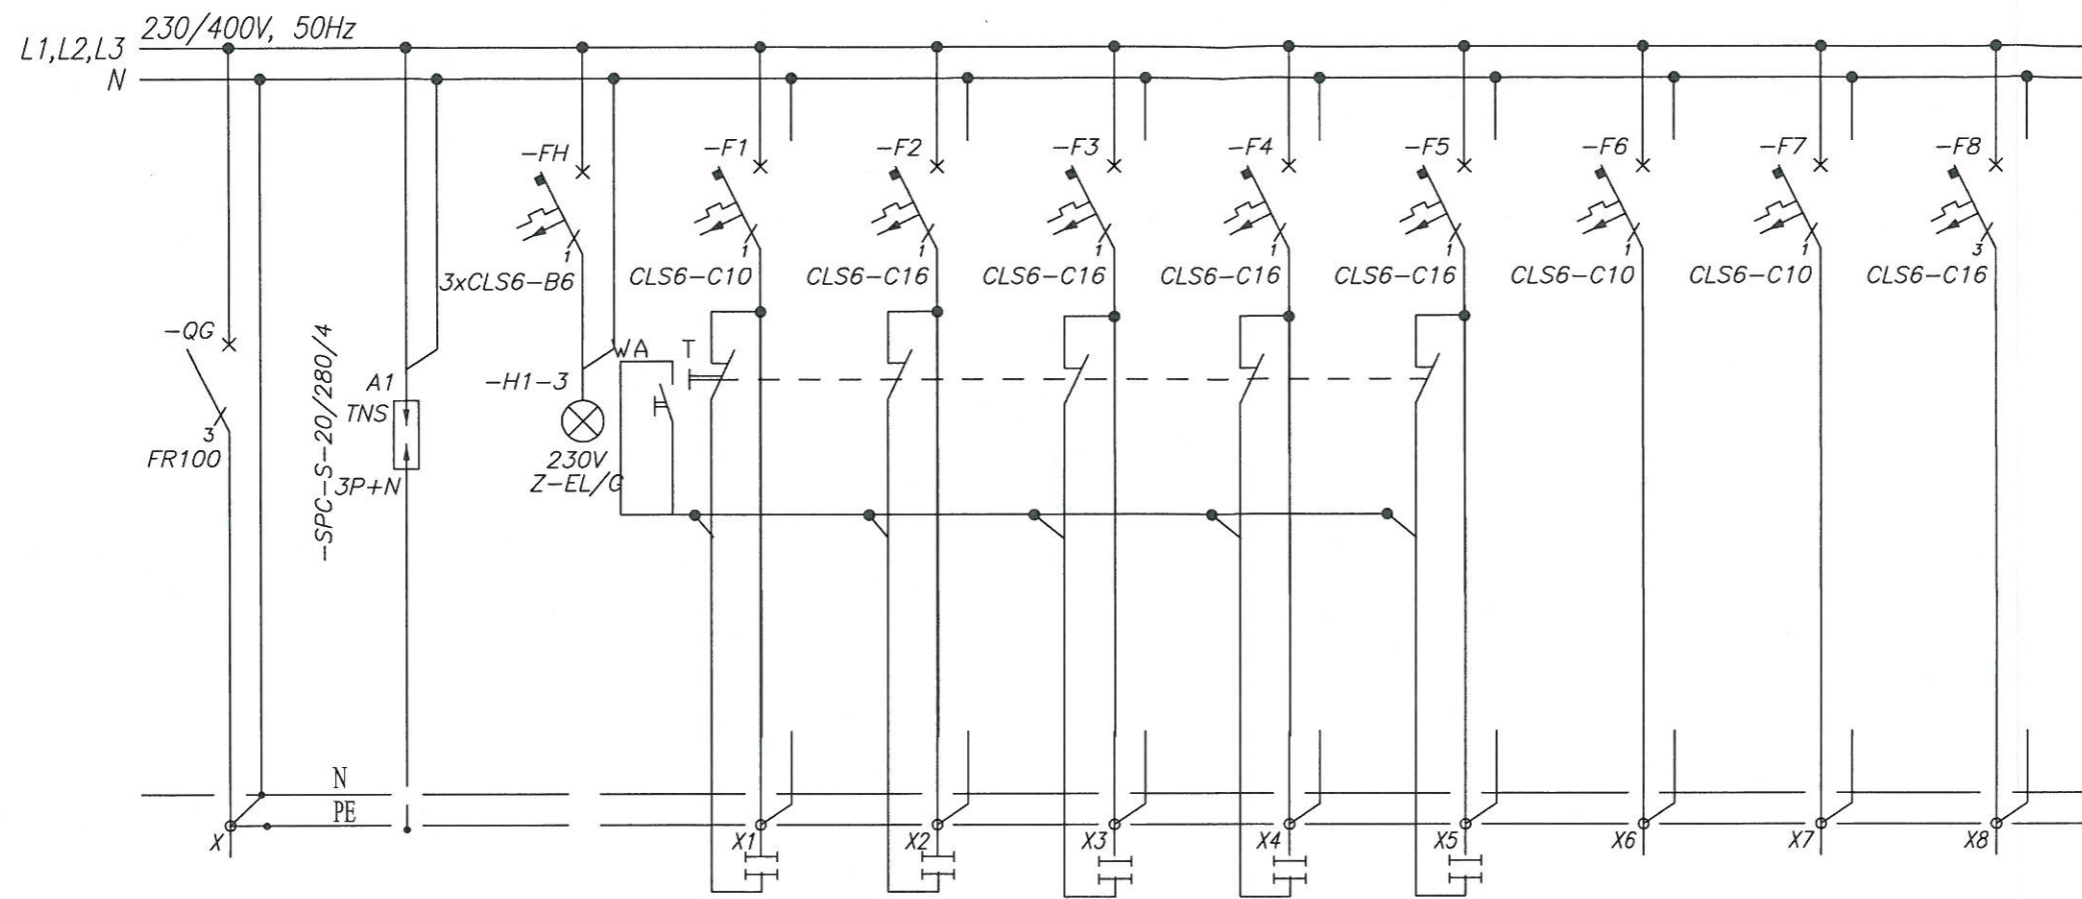 230/400V, 50Hz
L1,L2,L3
N
-FH
-F1
-F2
-F3
-F4
-F5
-F6
-F7
-F8
1
1
1
1
1
1
1
1
3
3xCLS6-B6
CLS6-C10
CLS6-C16
CLS6-C16
CLS6-C16
CLS6-C16
CLS6-C10
CLS6-C10
CLS6-C16
-QG
3
FR100
-SPC-S-20/280/4
A1
TNS
3P+N
-H1-3
230V
Z-EL/G
WA
T
N
PE
X
X1
X2
X3
X4
X5
X6
X7
X8